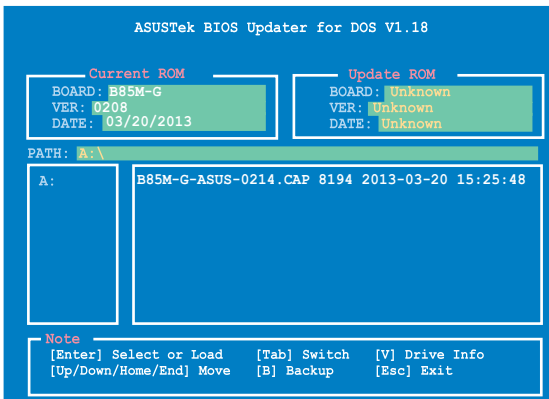 ASUSTek BIOS Updater for DOS V1.18
Current ROM
BOARD: B85M-G
VER: 0208
DATE: 03/20/2013
Update ROM
BOARD: Unknown
VER: Unknown
DATE: Unknown
PATH: A:\
A:
B85M-G-ASUS-0214.CAP 8194 2013-03-20 15:25:48
Note
[Enter] Select or Load [Tab] Switch [V] Drive Info
[Up/Down/Home/End] Move [B] Backup [Esc] Exit